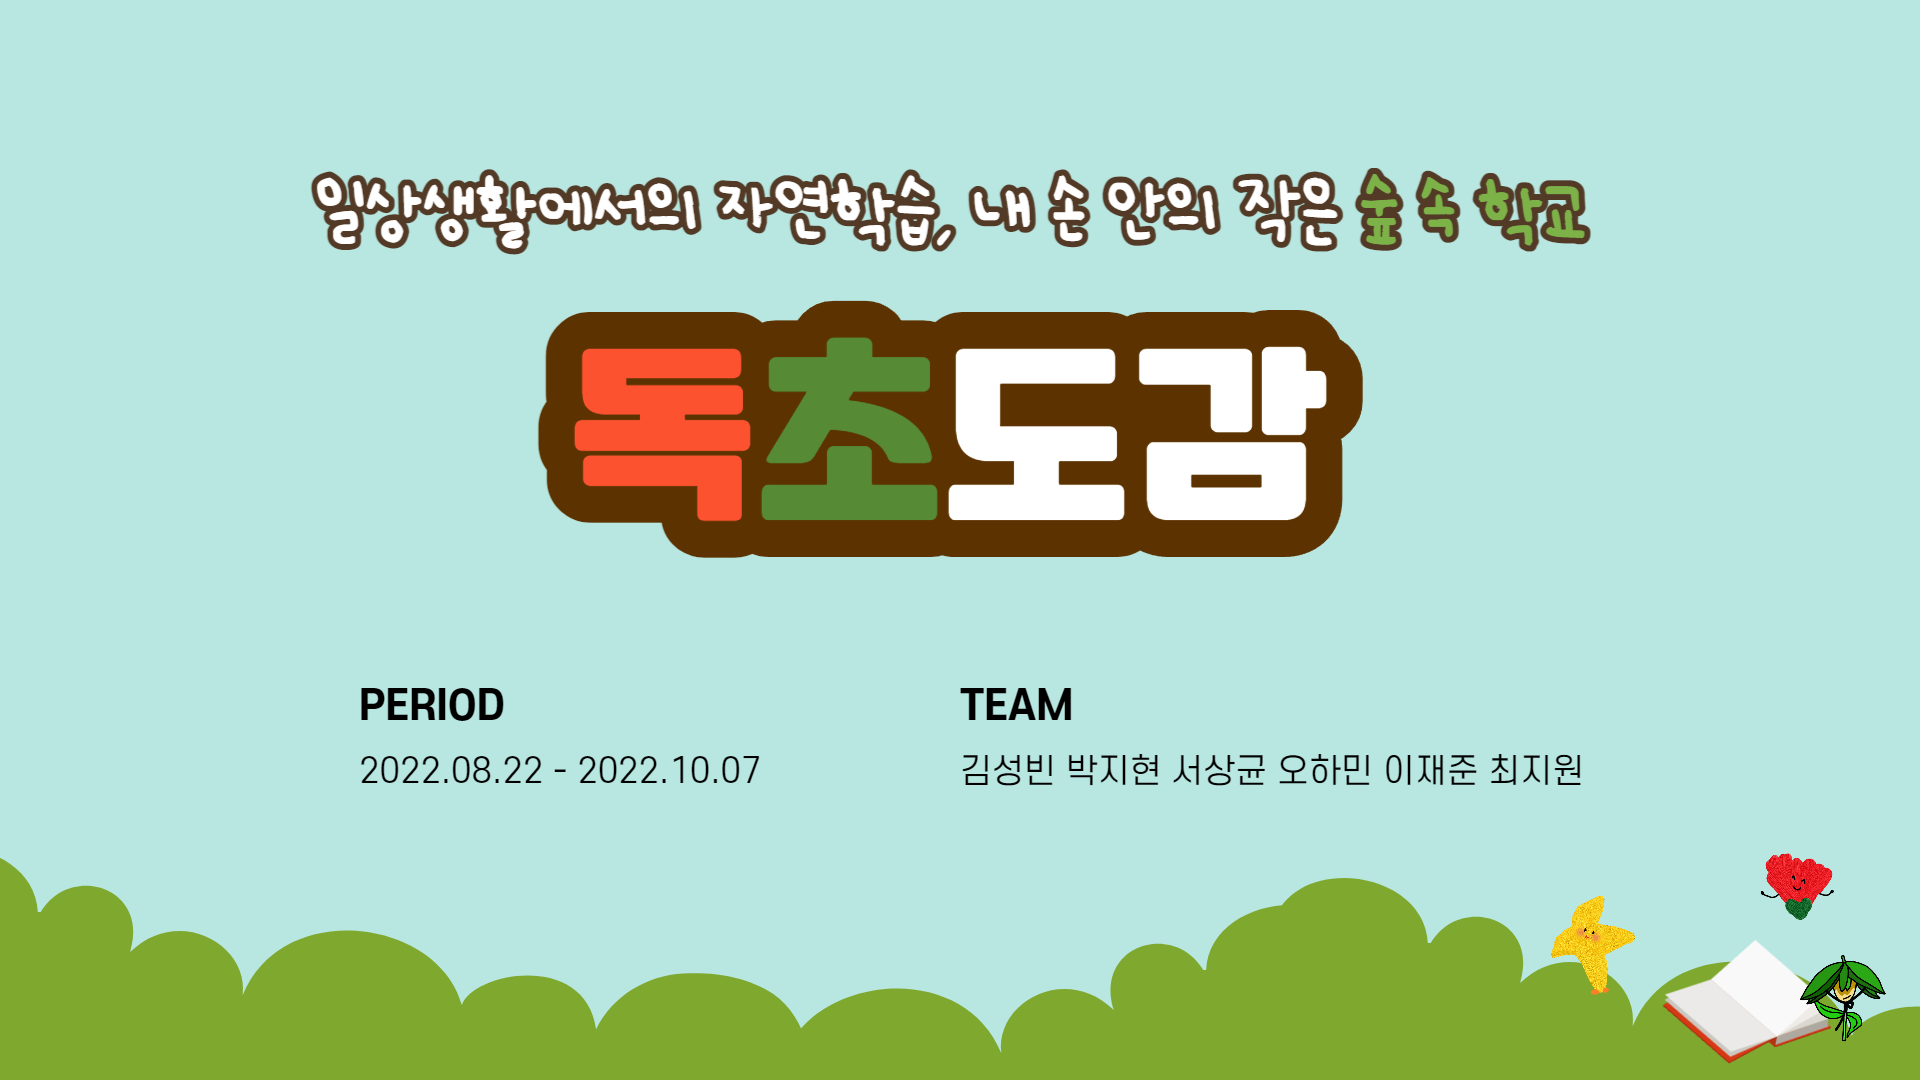 일상생활에서의 자연학습, 내 손 안의 작은 숲 속 학교
독초도감
PERIOD
2022.08.22 - 2022.10.07
TEAM
김성빈 박지현 서상균 오하민 이재준 최지원